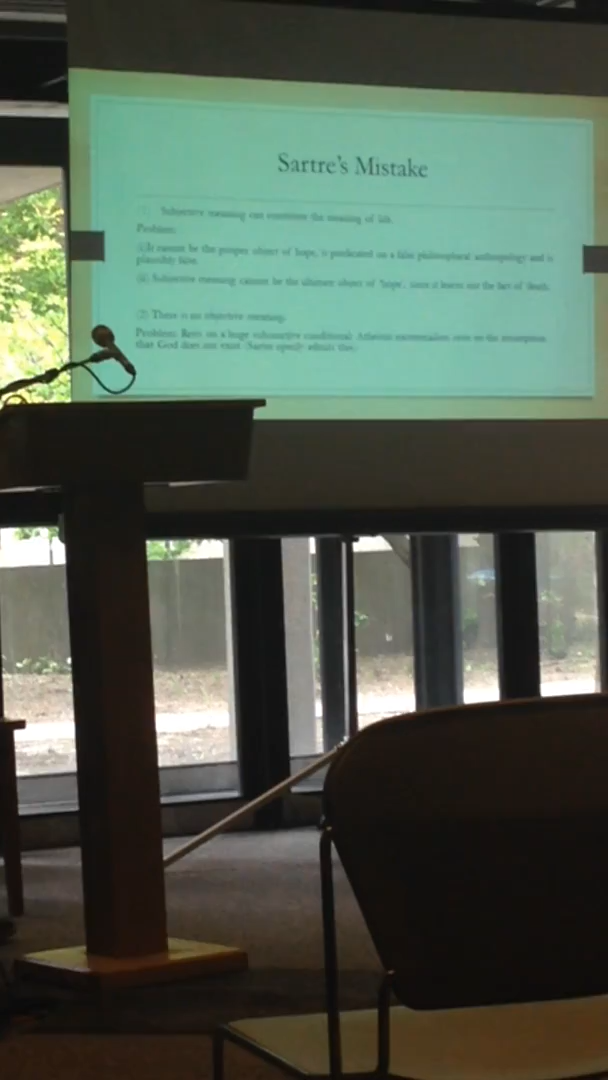 Sartre's Mistake
(1) Subjective meaning can constitute the meaning of life.
Problem:
(i) It cannot be the proper object of hope, is predicated on a false philosophical anthropology and is
plausibly false.
(ii) Subjective meaning cannot be the ultimate object of 'hope', since it leaves out the fact of death.
(2) There is no objective meaning.
Problem: Rests on a huge substantive conditional: Atheism existentialism rests on the assumption
that God does not exist (Sartre openly admits this).